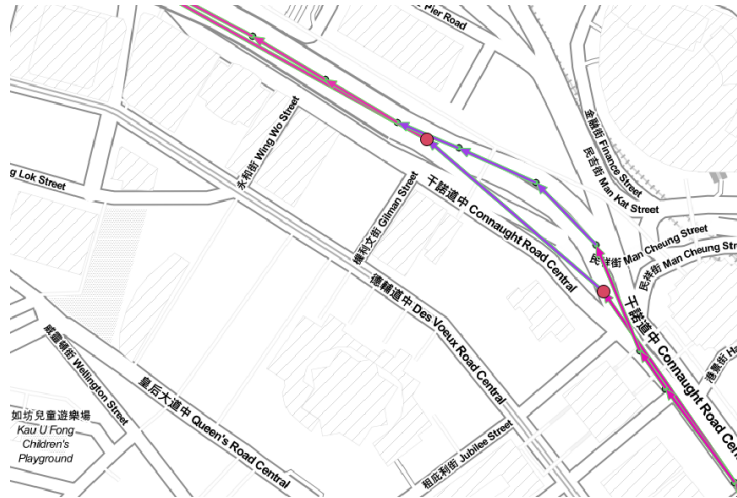 Pier Road
金融街 Finance Street
民吉街 Man Kat Street
永和街 Wing Wo Street
g Lok Street
機利文街 Gilman Street
干諾道中 Connaught Road Central
民祥街 Man Cheung Street
民祥街 Man Cheung Street
德輔道中 Des Voeux Road Central
干諾道中 Connaught Road Cen
港景街 Ha
威靈頓街 Wellington Street
皇后大道中 Queen's Road Central
如坊兒童遊樂場
Kau U Fong
Children's
Playground
租庇利街 Jubilee Street